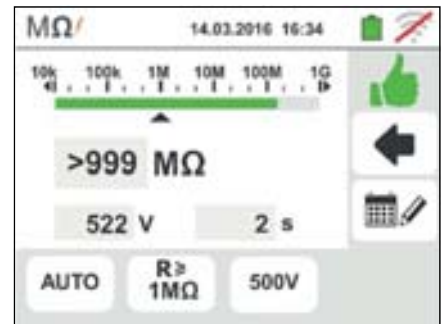 MΩ 14.03.2016 16:34
10k 100k 1M 10M 100M 1G
>999 MΩ
522 V 2 s
AUTO R≥ 1MΩ 500V